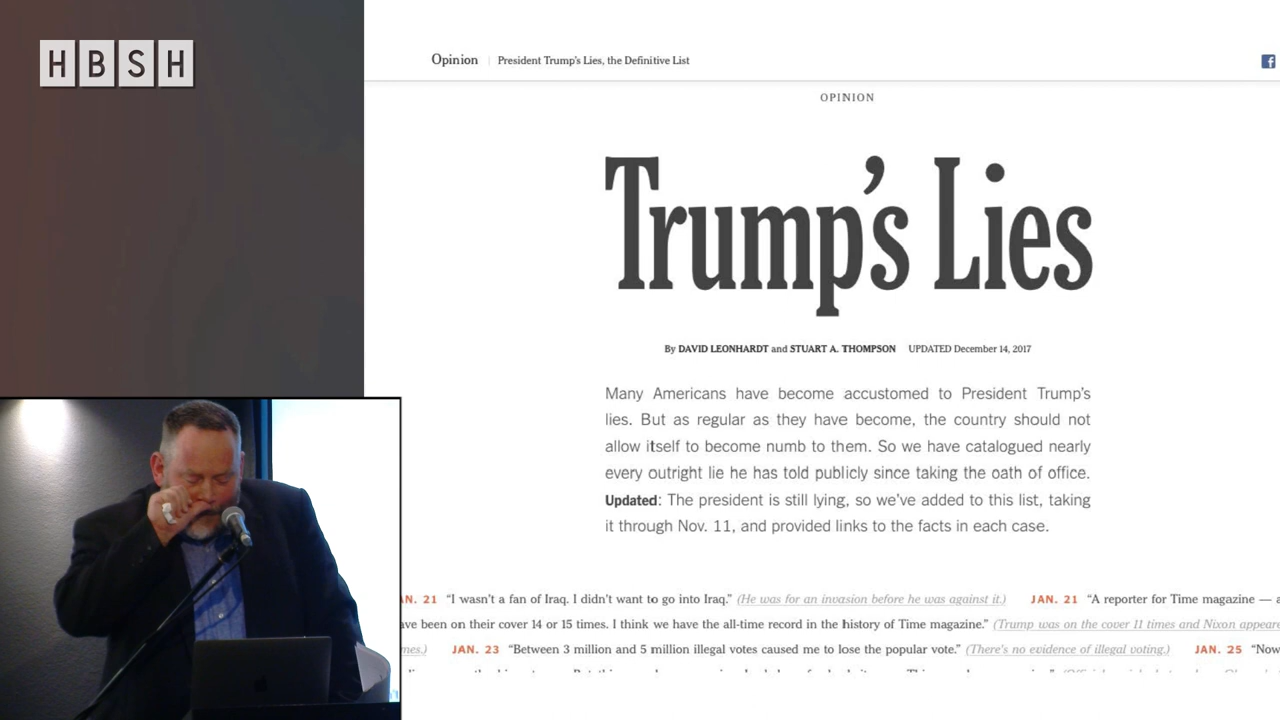 HBSH
Opinion | President Trump's Lies, the Definitive List
OPINION
Trump's Lies
By DAVID LEONHARDT and STUART A. THOMPSON UPDATED December 14, 2017
Many Americans have become accustomed to President Trump's
lies. But as regular as they have become, the country should not
allow itself to become numb to them. So we have catalogued nearly
every outright lie he has told publicly since taking the oath of office.
Updated: The president is still lying, so we've added to this list, taking
it through Nov. 11, and provided links to the facts in each case.
AN. 21 “I wasn't a fan of Iraq. I didn't want to go into Iraq.” (He was for an invasion before he was against it.) JAN. 21 “A reporter for Time magazine — a
ave been on their cover 14 or 15 times. I think we have the all-time record in the history of Time magazine.” (Trump was on the cover 11 times and Nixon appeare
mes.) JAN. 23 “Between 3 million and 5 million illegal votes caused me to lose the popular vote.” (There's no evidence of illegal voting.) JAN. 25 “Now